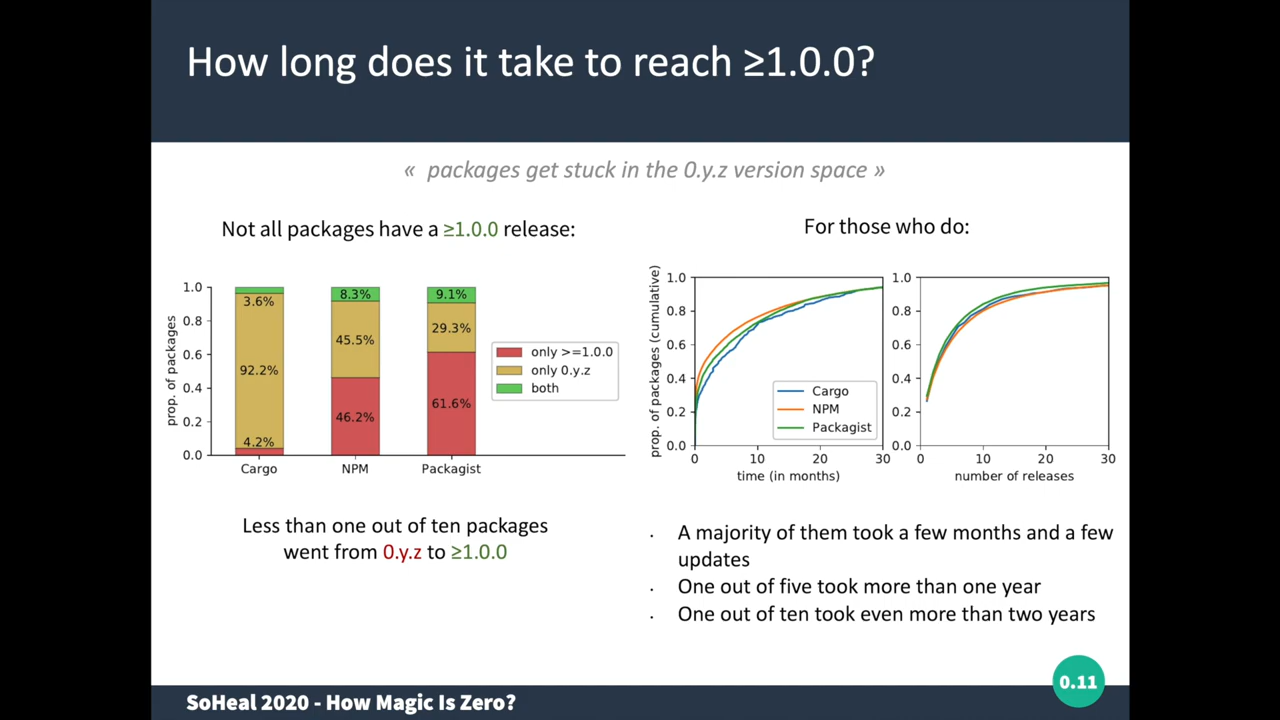 How long does it take to reach ≥1.0.0?
« packages get stuck in the 0.y.z version space »
Not all packages have a ≥1.0.0 release:
prop. of packages
1.0
0.8
0.6
0.4
0.2
0.0
3.6%
92.2%
4.2%
8.3%
45.5%
46.2%
9.1%
29.3%
61.6%
Cargo
NPM
Packagist
only >=1.0.0
only 0.y.z
both
Less than one out of ten packages
went from 0.y.z to ≥1.0.0
For those who do:
prop. of packages (cumulative)
1.0
0.8
0.6
0.4
0.2
0.0
Cargo
NPM
Packagist
0 10 20 30
time (in months)
1.0
0.8
0.6
0.4
0.2
0.0
0 10 20 30
number of releases
· A majority of them took a few months and a few
updates
· One out of five took more than one year
· One out of ten took even more than two years
SoHeal 2020 - How Magic Is Zero?
0.11